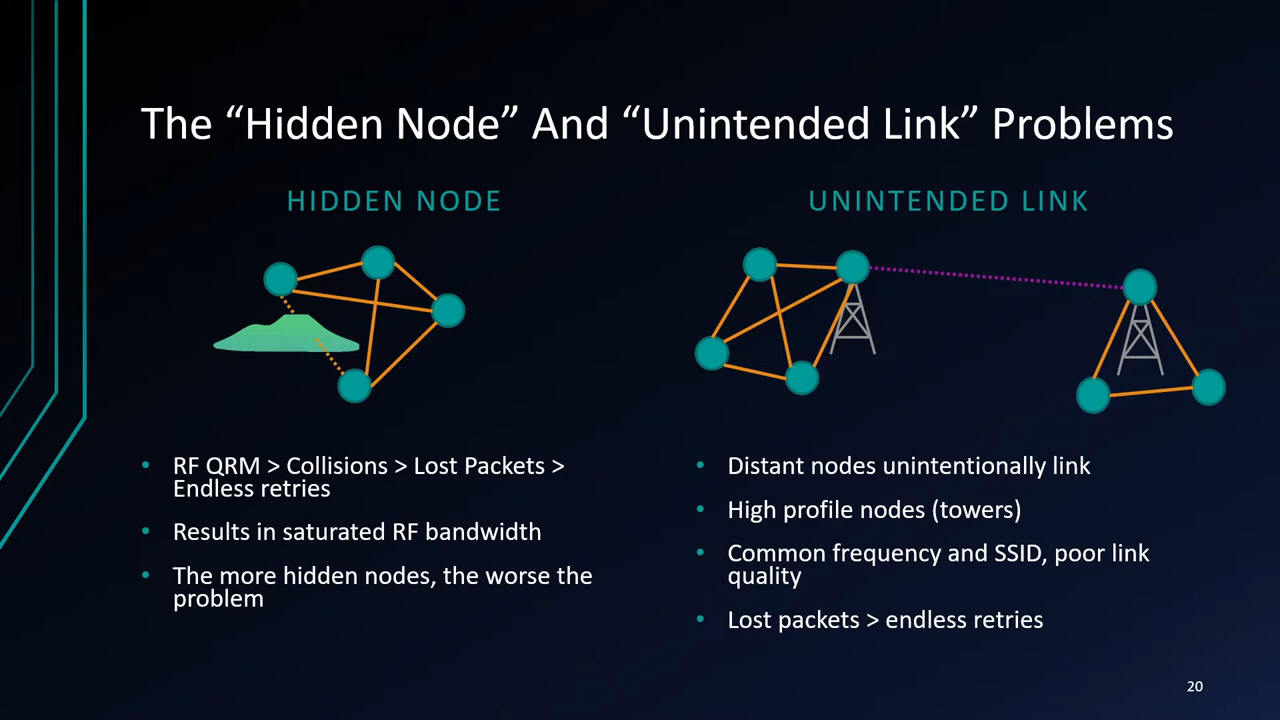 The “Hidden Node” And “Unintended Link” Problems
HIDDEN NODE
RF QRM > Collisions > Lost Packets >
Endless retries
Results in saturated RF bandwidth
The more hidden nodes, the worse the
problem
UNINTENDED LINK
Distant nodes unintentionally link
High profile nodes (towers)
Common frequency and SSID, poor link
quality
Lost packets > endless retries
20